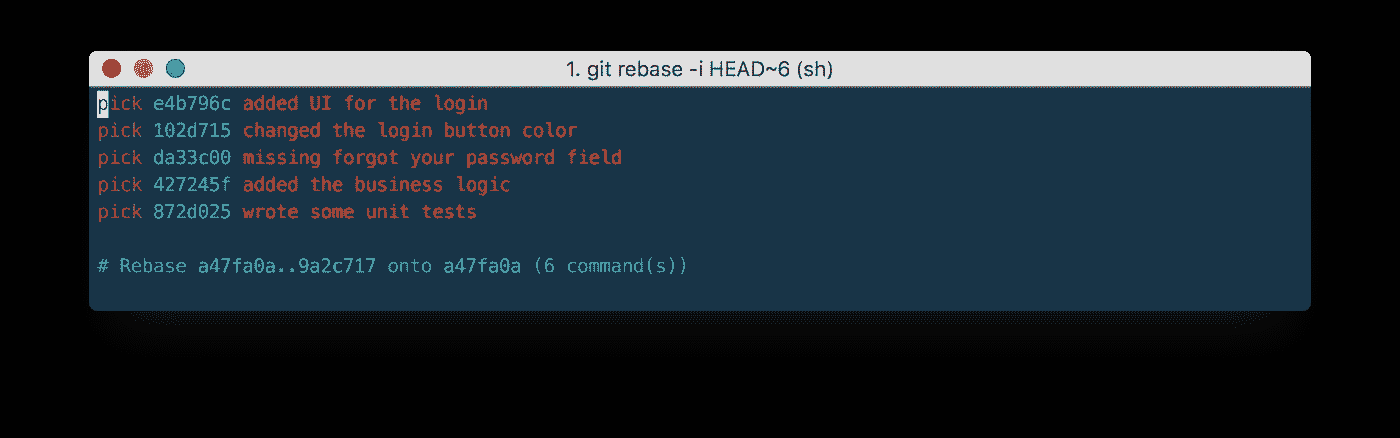 1. git rebase -i HEAD~6 (sh)
pick e4b796c added UI for the login
pick 102d715 changed the login button color
pick da33c00 missing forgot your password field
pick 427245f added the business logic
pick 872d025 wrote some unit tests
# Rebase a47fa0a..9a2c717 onto a47fa0a (6 command(s))